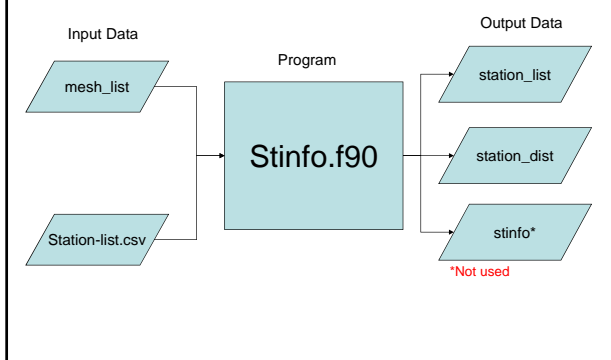 Input Data
mesh_list
Station-list.csv
Program
Stinfo.f90
Output Data
station_list
station_dist
stinfo*
*Not used